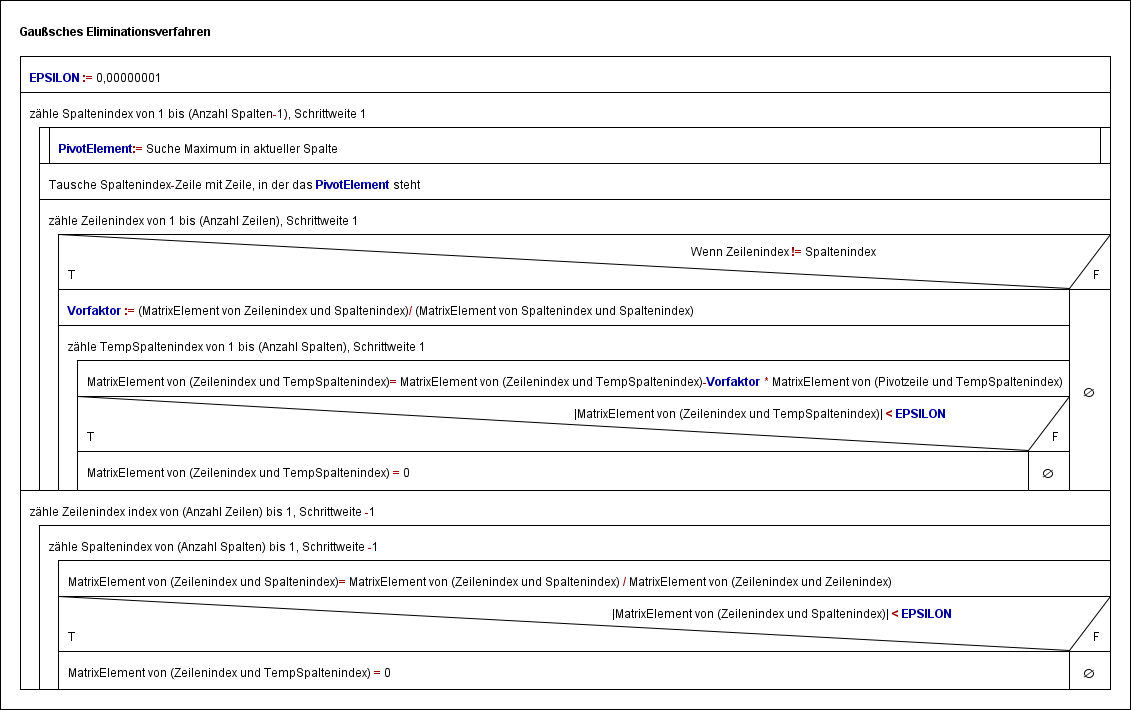 Gaußsches Eliminationsverfahren
EPSILON := 0,00000001
zähle Spaltenindex von 1 bis (Anzahl Spalten-1), Schrittweite 1
PivotElement:= Suche Maximum in aktueller Spalte
Tausche Spaltenindex-Zeile mit Zeile, in der das PivotElement steht
zähle Zeilenindex von 1 bis (Anzahl Zeilen), Schrittweite 1
Wenn Zeilenindex != Spaltenindex
T
F
Vorfaktor := (MatrixElement von Zeilenindex und Spaltenindex)/ (MatrixElement von Spaltenindex und Spaltenindex)
zähle TempSpaltenindex von 1 bis (Anzahl Spalten), Schrittweite 1
MatrixElement von (Zeilenindex und TempSpaltenindex)= MatrixElement von (Zeilenindex und TempSpaltenindex)-Vorfaktor * MatrixElement von (Pivotzeile und TempSpaltenindex)
∅
|MatrixElement von (Zeilenindex und TempSpaltenindex)| < EPSILON
T
F
MatrixElement von (Zeilenindex und TempSpaltenindex) = 0
∅
zähle Zeilenindex index von (Anzahl Zeilen) bis 1, Schrittweite -1
zähle Spaltenindex von (Anzahl Spalten) bis 1, Schrittweite -1
MatrixElement von (Zeilenindex und Spaltenindex)= MatrixElement von (Zeilenindex und Spaltenindex) / MatrixElement von (Zeilenindex und Zeilenindex)
|MatrixElement von (Zeilenindex und Spaltenindex)| < EPSILON
T
F
MatrixElement von (Zeilenindex und TempSpaltenindex) = 0
∅